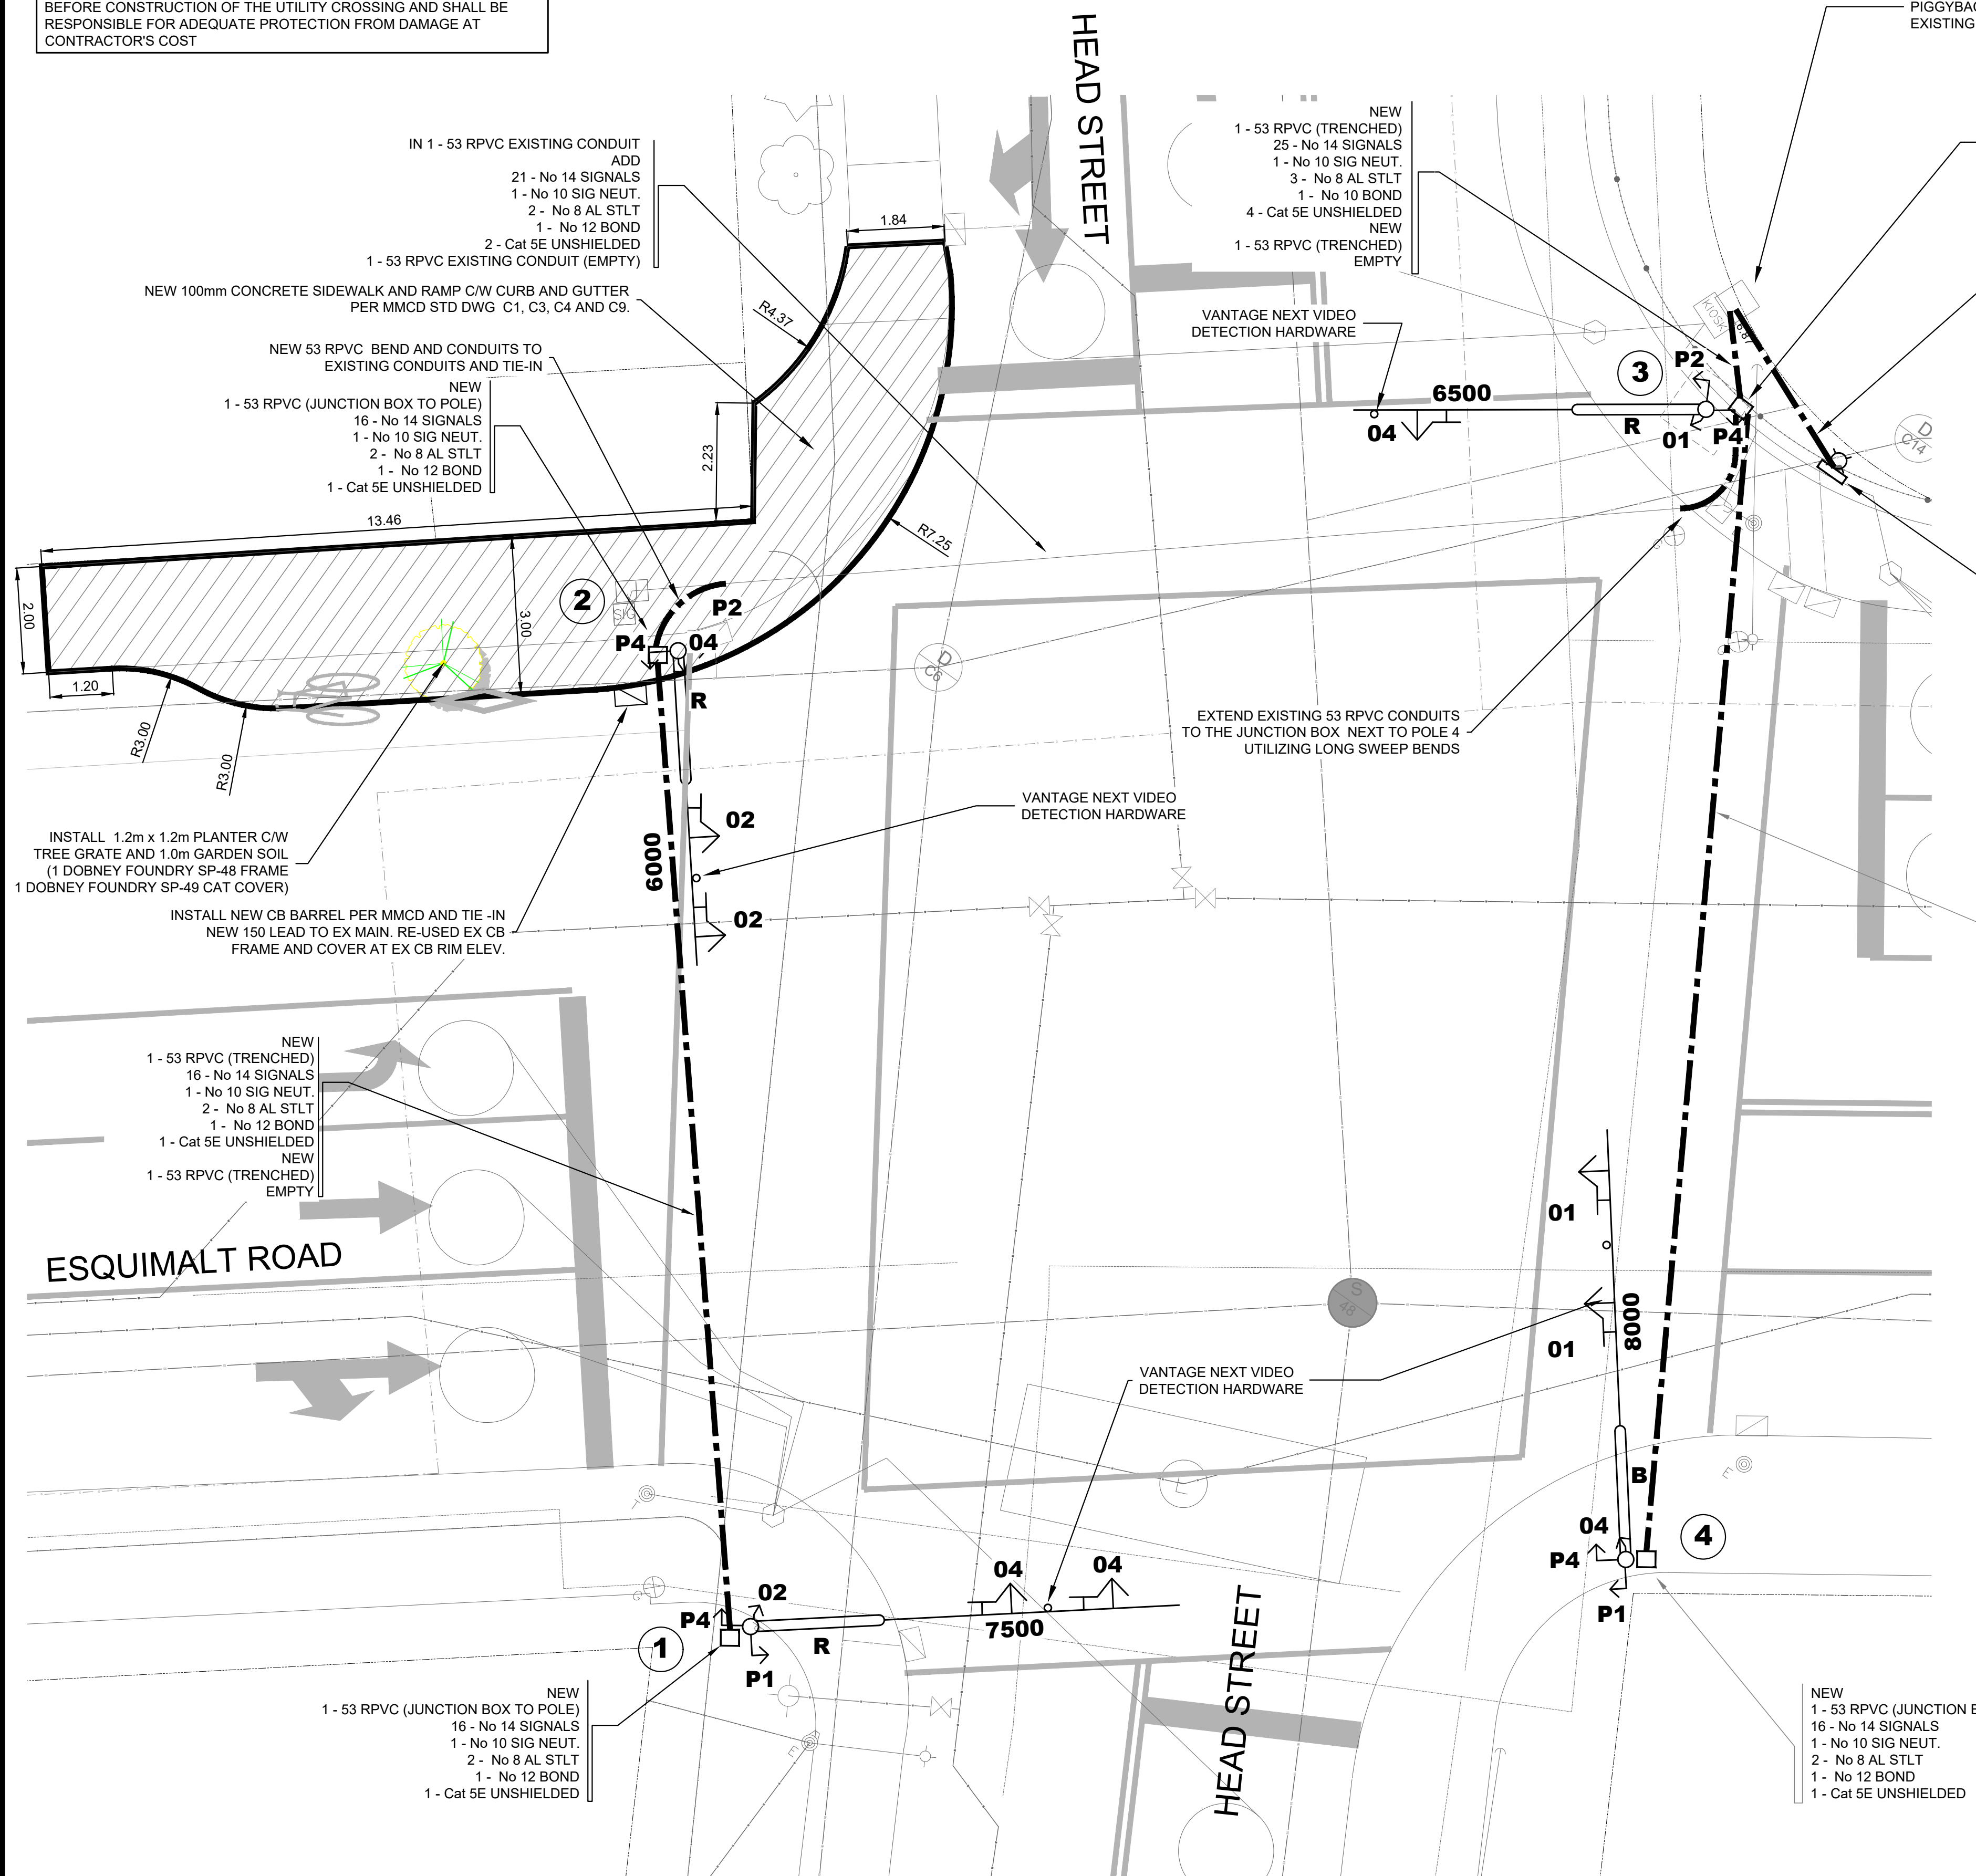 BEFORE CONSTRUCTION OF THE UTILITY CROSSING AND SHALL BE
RESPONSIBLE FOR ADEQUATE PROTECTION FROM DAMAGE AT
CONTRACTOR'S COST
HEAD STREET
EXISTING
IN 1 - 53 RPVC EXISTING CONDUIT
ADD
21 - No 14 SIGNALS
1 - No 10 SIG NEUT.
2 - No 8 AL STLT
1 - No 12 BOND
2 - Cat 5E UNSHIELDED
1 - 53 RPVC EXISTING CONDUIT (EMPTY)
NEW
1 - 53 RPVC (TRENCHED)
25 - No 14 SIGNALS
1 - No 10 SIG NEUT.
3 - No 8 AL STLT
1 - No 10 BOND
4 - Cat 5E UNSHIELDED
NEW
1 - 53 RPVC (TRENCHED)
EMPTY
1.84
NEW 100mm CONCRETE SIDEWALK AND RAMP C/W CURB AND GUTTER
PER MMCD STD DWG C1, C3, C4 AND C9.
R4.37
VANTAGE NEXT VIDEO
DETECTION HARDWARE
KIOSK
NEW 53 RPVC BEND AND CONDUITS TO
EXISTING CONDUITS AND TIE-IN
NEW
1 - 53 RPVC (JUNCTION BOX TO POLE)
16 - No 14 SIGNALS
1 - No 10 SIG NEUT.
2 - No 8 AL STLT
1 - No 12 BOND
1 - Cat 5E UNSHIELDED
3
P2
6500
04
R
01
P4
D
C14
2.23
13.46
R7.25
2.00
3.00
2
SIG
P2
P4
04
R
D
C6
1.20
R3.00
R3.00
EXTEND EXISTING 53 RPVC CONDUITS
TO THE JUNCTION BOX NEXT TO POLE 4
UTILIZING LONG SWEEP BENDS
VANTAGE NEXT VIDEO
DETECTION HARDWARE
02
6000
02
INSTALL 1.2m x 1.2m PLANTER C/W
TREE GRATE AND 1.0m GARDEN SOIL
(1 DOBNEY FOUNDRY SP-48 FRAME
1 DOBNEY FOUNDRY SP-49 CAT COVER)
INSTALL NEW CB BARREL PER MMCD AND TIE -IN
NEW 150 LEAD TO EX MAIN. RE-USED EX CB
FRAME AND COVER AT EX CB RIM ELEV.
NEW
1 - 53 RPVC (TRENCHED)
16 - No 14 SIGNALS
1 - No 10 SIG NEUT.
2 - No 8 AL STLT
1 - No 12 BOND
1 - Cat 5E UNSHIELDED
NEW
1 - 53 RPVC (TRENCHED)
EMPTY
ESQUIMALT ROAD
01
8000
01
S
48
VANTAGE NEXT VIDEO
DETECTION HARDWARE
B
E
T
L
04
4
P4
P1
04
04
G
02
P4
7500
1
R
P1
HEAD STREET
E
NEW
1 - 53 RPVC (JUNCTION BOX TO POLE)
16 - No 14 SIGNALS
1 - No 10 SIG NEUT.
2 - No 8 AL STLT
1 - No 12 BOND
1 - Cat 5E UNSHIELDED
NEW
1 - 53 RPVC (JUNCTION
16 - No 14 SIGNALS
1 - No 10 SIG NEUT.
2 - No 8 AL STLT
1 - No 12 BOND
1 - Cat 5E UNSHIELDED